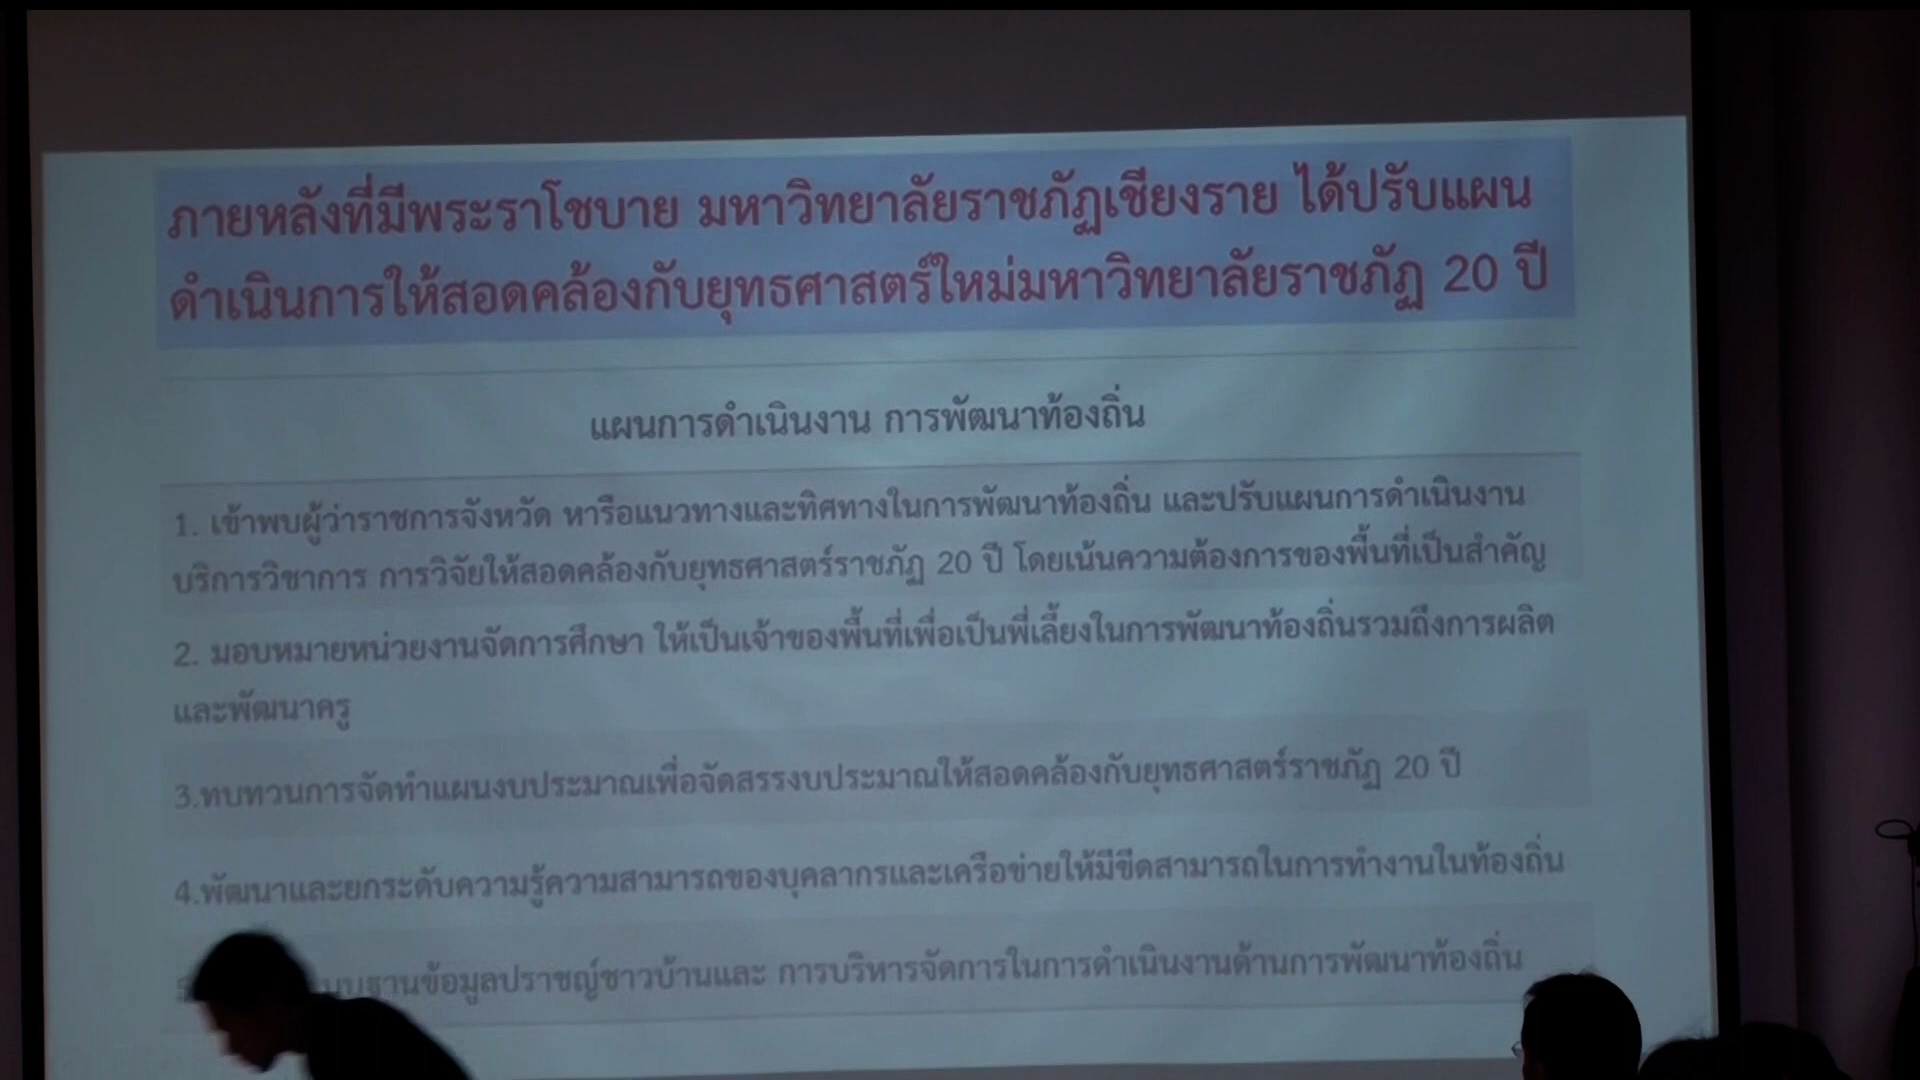 ภายหลังที่มีพระราโชบาย มหาวิทยาลัยราชภัฏเชียงราย ได้ปรับแผน
ดำเนินการให้สอดคล้องกับยุทธศาสตร์ใหม่มหาวิทยาลัยราชภัฏ 20 ปี
แผนการดำเนินงาน การพัฒนาท้องถิ่น
1. เข้าพบผู้ว่าราชการจังหวัด หารือแนวทางและทิศทางในการพัฒนาท้องถิ่น และปรับแผนการดำเนินงาน
บริการวิชาการ การวิจัยให้สอดคล้องกับยุทธศาสตร์ราชภัฏ 20 ปี โดยเน้นความต้องการของพื้นที่เป็นสำคัญ
2. มอบหมายหน่วยงานจัดการศึกษา ให้เป็นเจ้าของพื้นที่เพื่อเป็นพี่เลี้ยงในการพัฒนาท้องถิ่นรวมถึงการผลิต
และพัฒนาครู
3.ทบทวนการจัดทำแผนงบประมาณเพื่อจัดสรรงบประมาณให้สอดคล้องกับยุทธศาสตร์ราชภัฏ 20 ปี
4.พัฒนาและยกระดับความรู้ความสามารถของบุคลากรและเครือข่ายให้มีขีดสามารถในการทำงานในท้องถิ่น
ฐานข้อมูลปราชญ์ชาวบ้านและ การบริหารจัดการในการดำเนินงานด้านการพัฒนาท้องถิ่น